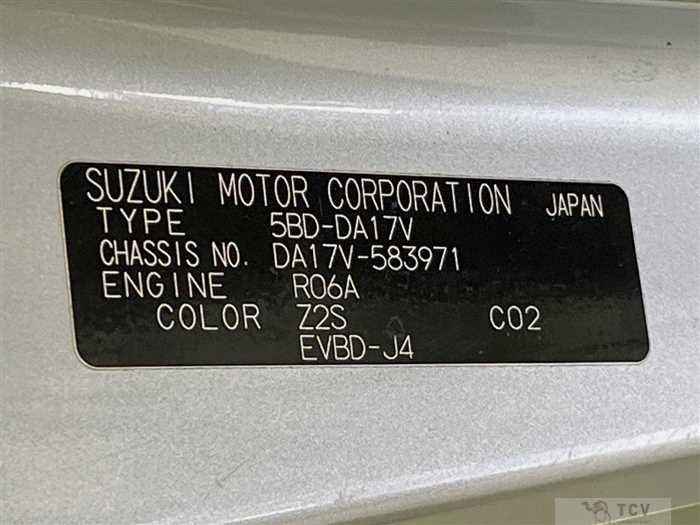 SUZUKI MOTOR CORPORATION JAPAN
TYPE 5BD-DA17V
CHASSIS NO. DA17V-583971
ENGINE R06A
COLOR Z2S C02
EVBD-J4
TCV